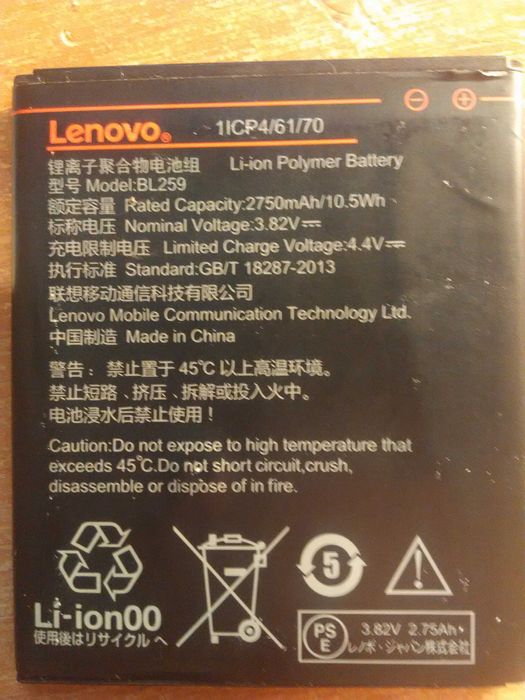 Lenovo 1ICP4/61/70
锂离子聚合物电池组 Li-ion Polymer Battery
型号 Model:BL259
额定容量 Rated Capacity:2750mAh/10.5Wh
标称电压 Nominal Voltage:3.82V⎓
充电限制电压 Limited Charge Voltage:4.4V⎓
执行标准 Standard:GB/T 18287-2013
联想移动通信科技有限公司
Lenovo Mobile Communication Technology Ltd.
中国制造 Made in China
警告：禁止置于 45℃ 以上高温环境。
禁止短路、挤压、拆解或投入火中。
电池浸水后禁止使用！
Caution:Do not expose to high temperature that
exceeds 45℃.Do not short circuit,crush,
disassemble or dispose of in fire.
5
Li-ion00
使用後はリサイクル へ
PS
E
3.82V 2.75Ah
レノボ・ジャパン株式会社